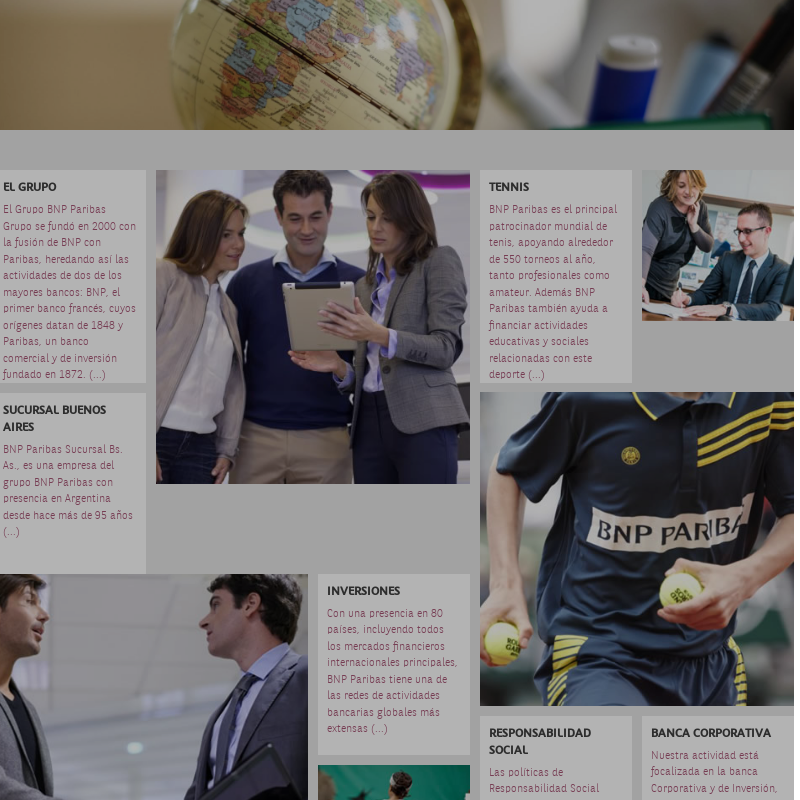 EL GRUPO
El Grupo BNP Paribas
Grupo se fundó en 2000 con
la fusión de BNP con
Paribas, heredando así las
actividades de dos de los
mayores bancos: BNP, el
primer banco francés, cuyos
orígenes datan de 1848 y
Paribas, un banco
comercial y de inversión
fundado en 1872. (...)
SUCURSAL BUENOS
AIRES
BNP Paribas Sucursal Bs.
As., es una empresa del
grupo BNP Paribas con
presencia en Argentina
desde hace más de 95 años
(...)
INVERSIONES
Con una presencia en 80
países, incluyendo todos
los mercados financieros
internacionales principales,
BNP Paribas tiene una de
las redes de actividades
bancarias globales más
extensas (...)
TENNIS
BNP Paribas es el principal
patrocinador mundial de
tenis, apoyando alrededor
de 550 torneos al año,
tanto profesionales como
amateur. Además BNP
Paribas también ayuda a
financiar actividades
educativas y sociales
relacionadas con este
deporte (...)
BNP PARIBA
RESPONSABILIDAD
SOCIAL
Las políticas de
Responsabilidad Social
BANCA CORPORATIVA
Nuestra actividad está
focalizada en la banca
Corporativa y de Inversión,